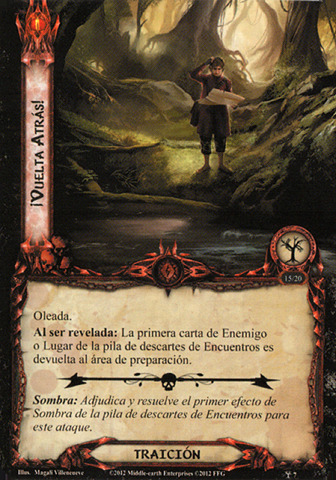 ¡Vuelta Atrás!
15/20
Oleada.
Al ser revelada: La primera carta de Enemigo
o Lugar de la pila de descartes de Encuentros es
devuelta al área de preparación.
Sombra: Adjudica y resuelve el primer efecto de
Sombra de la pila de descartes de Encuentros para
este ataque.
TRAICIÓN
Illus. Magali Villeneuve ©2012 Middle-earth Enterprises ©2012 FFG